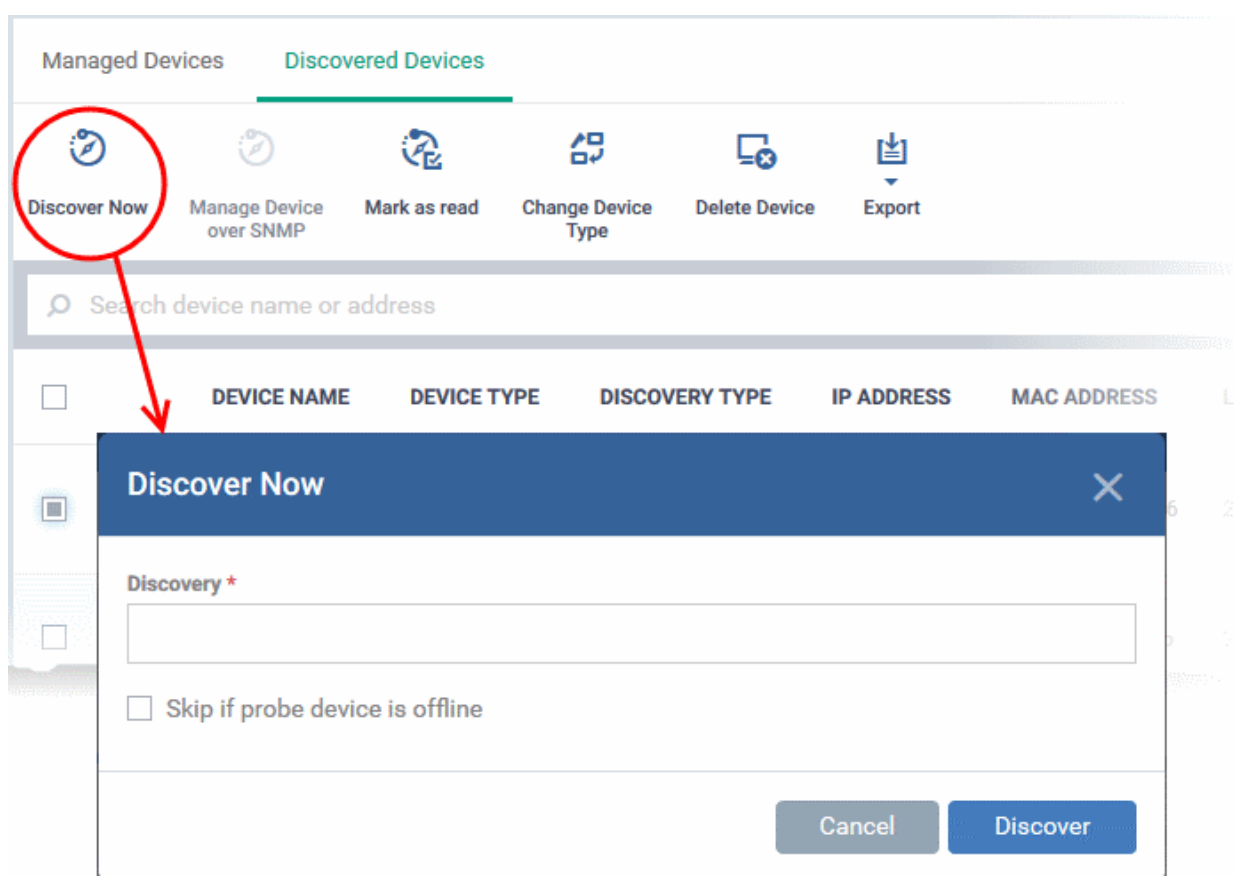 Managed Devices Discovered Devices
Discover Now Manage Device over SNMP Mark as read Change Device Type Delete Device Export
Search device name or address
DEVICE NAME DEVICE TYPE DISCOVERY TYPE IP ADDRESS MAC ADDRESS L
Discover Now
6 2
Discovery *
Skip if probe device is offline
Cancel Discover